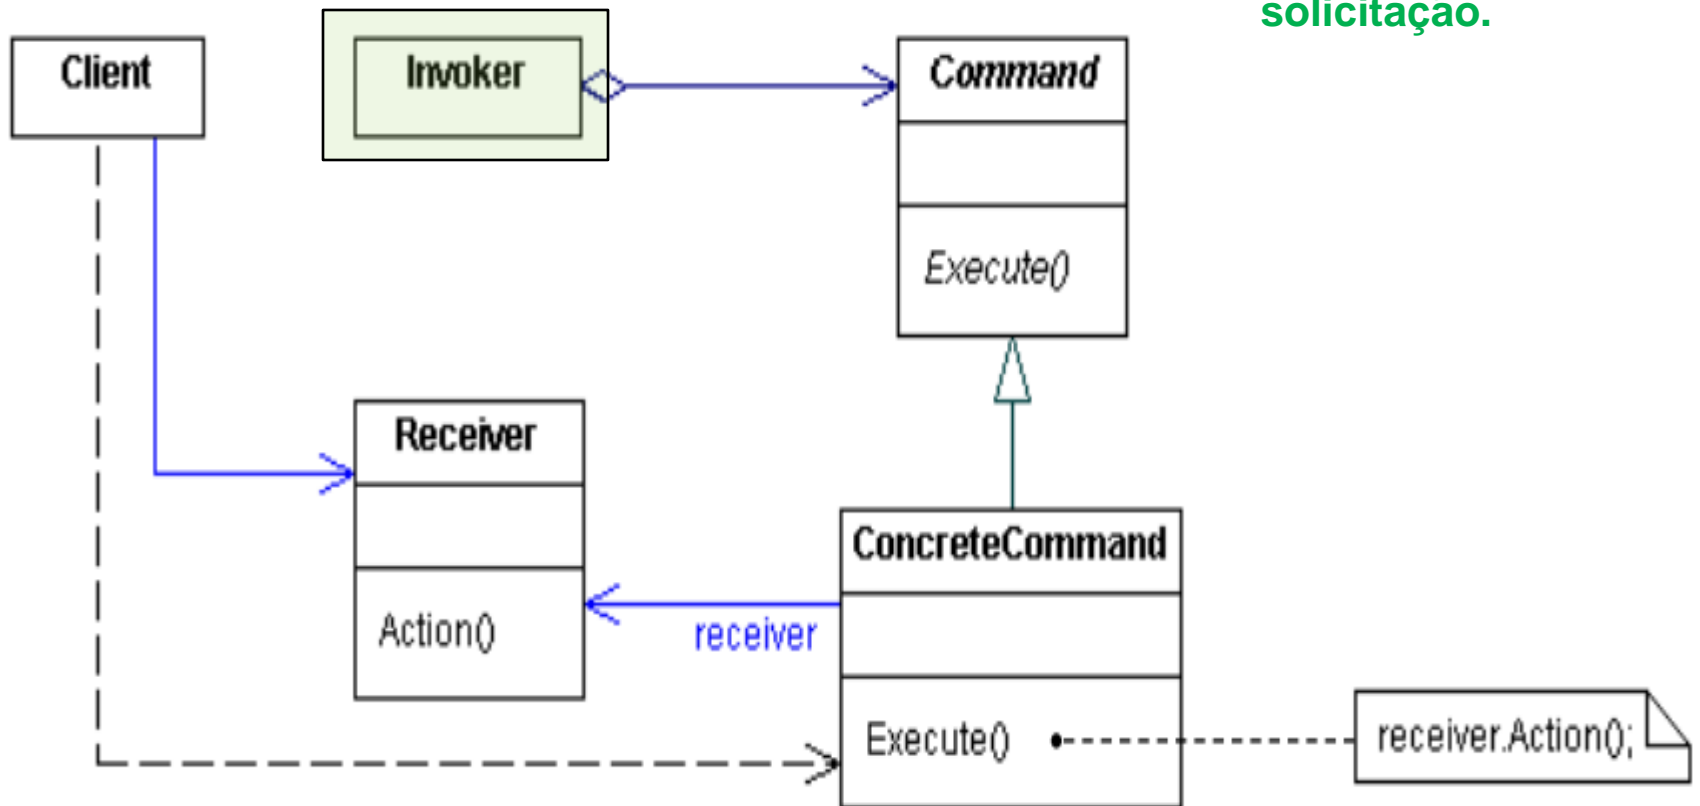 solicitação.
Client
Invoker
Command
Execute()
Receiver
Action()
receiver
ConcreteCommand
Execute()
receiver.Action();